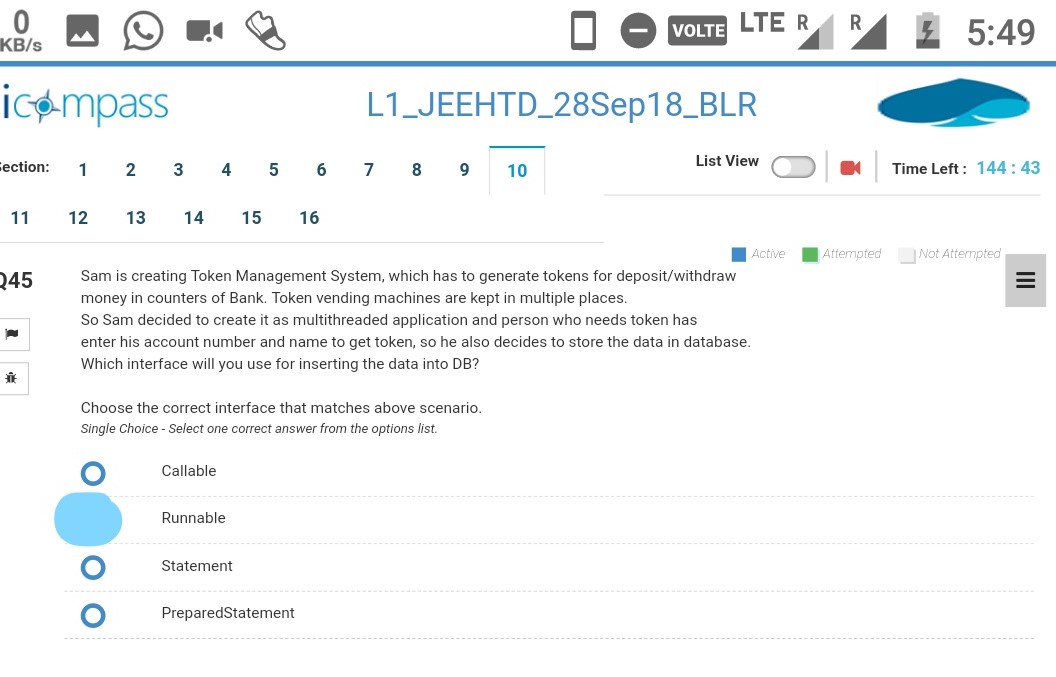 0
KB/s
VOLTE
LTE
R
R
5:49
icompass
L1_JEEHTD_28Sep18_BLR
ection:
1 2 3 4 5 6 7 8 9 10
List View
Time Left : 144 : 43
11 12 13 14 15 16
Active Attempted Not Attempted
Q45
Sam is creating Token Management System, which has to generate tokens for deposit/withdraw
money in counters of Bank. Token vending machines are kept in multiple places.
So Sam decided to create it as multithreaded application and person who needs token has
enter his account number and name to get token, so he also decides to store the data in database.
Which interface will you use for inserting the data into DB?
Choose the correct interface that matches above scenario.
Single Choice - Select one correct answer from the options list.
Callable
Runnable
Statement
PreparedStatement